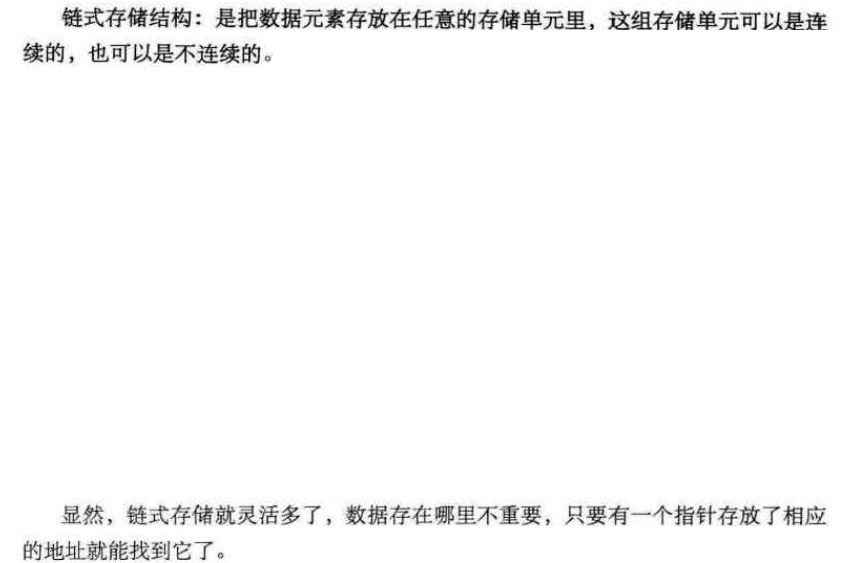 链式存储结构：是把数据元素存放在任意的存储单元里，这组存储单元可以是连
续的，也可以是不连续的。
显然，链式存储就灵活多了，数据存在哪里不重要，只要有一个指针存放了相应
的地址就能找到它了。